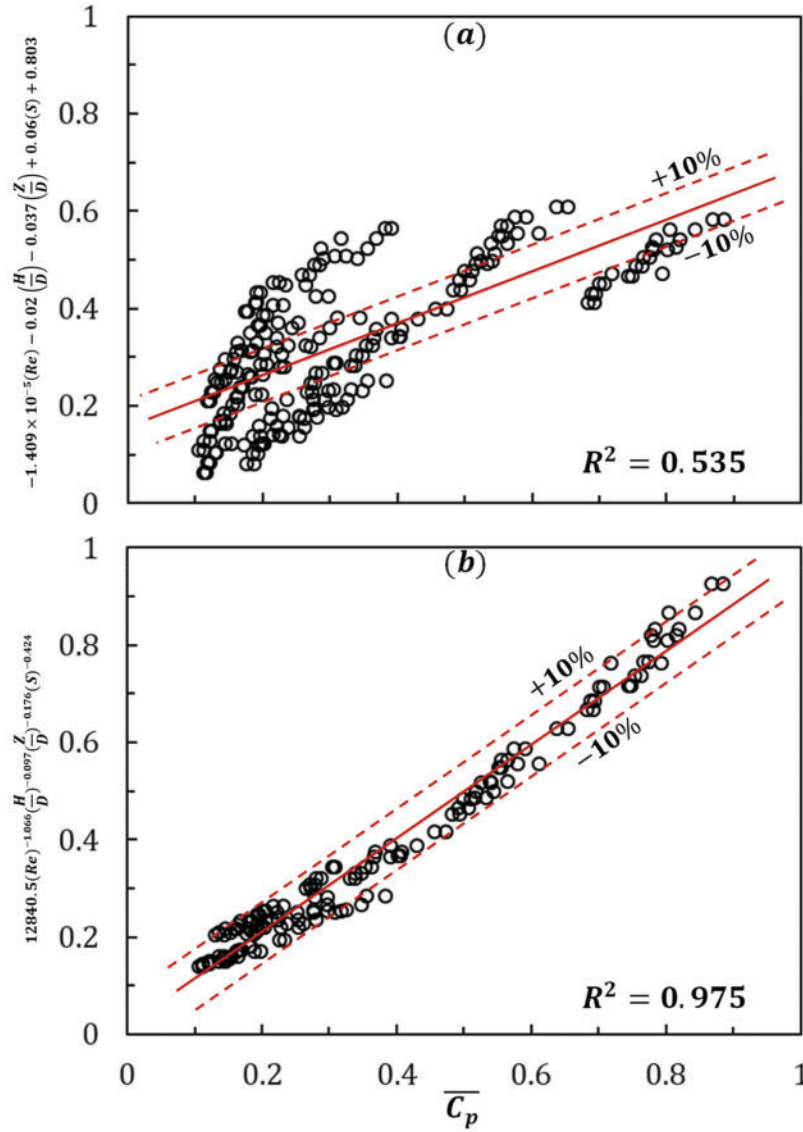 (a)
−1.409 × 10⁻⁵(Re) − 0.02 (H/D) − 0.037 (Z/D) + 0.06(S) + 0.803
1
0.8
0.6
0.4
0.2
0
+10%
−10%
R² = 0.535
(b)
12840.5(Re)⁻¹·⁰⁶⁶(H/D)⁻⁰·⁰⁹⁷(Z/D)⁻⁰·¹⁷⁶(S)⁻⁰·⁴²⁴
1
0.8
0.6
0.4
0.2
0
+10%
−10%
R² = 0.975
0 0.2 0.4 0.6 0.8 1
C̅p̅